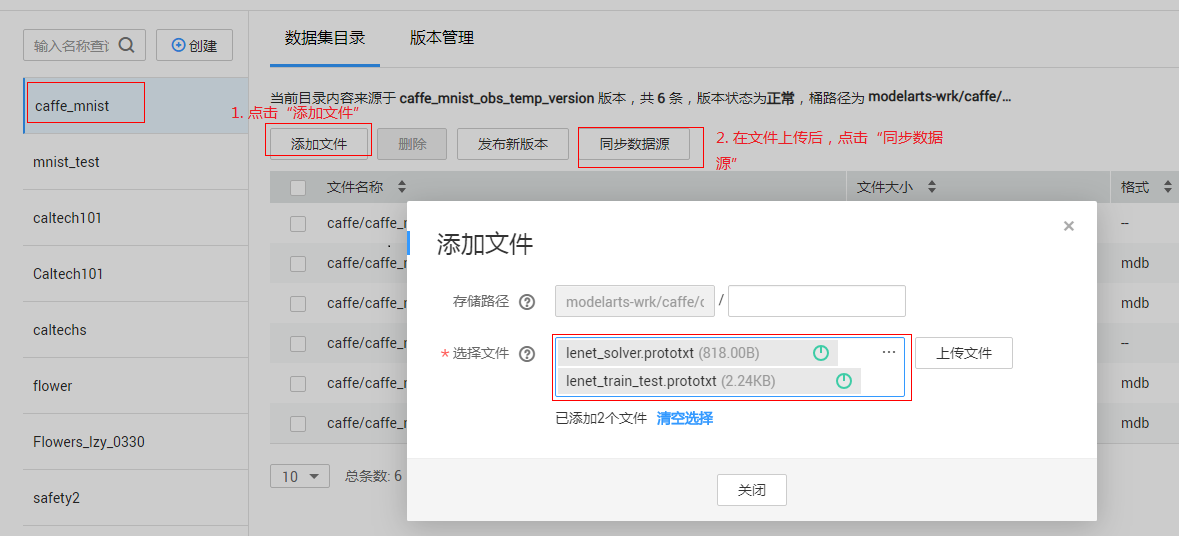 输入名称查询
创建
数据集目录
版本管理
caffe_mnist
mnist_test
caltech101
Caltech101
caltechs
flower
Flowers_lzy_0330
safety2
当前目录内容来源于 caffe_mnist_obs_temp_version 版本，共 6 条，版本状态为正常，桶路径为 modelarts-wrk/caffe/...
1. 点击“添加文件”
添加文件
删除
发布新版本
同步数据源
2. 在文件上传后，点击“同步数据
源”
文件名称
文件大小
格式
caffe/caffe_m
--
caffe/caffe_m
mdb
caffe/caffe_m
mdb
caffe/caffe_m
--
caffe/caffe_m
mdb
caffe/caffe_m
mdb
10
总条数: 6
添加文件
×
存储路径 ?
modelarts-wrk/caffe/c
/
* 选择文件 ?
lenet_solver.prototxt (818.00B)
...
上传文件
lenet_train_test.prototxt (2.24KB)
已添加2个文件 清空选择
关闭